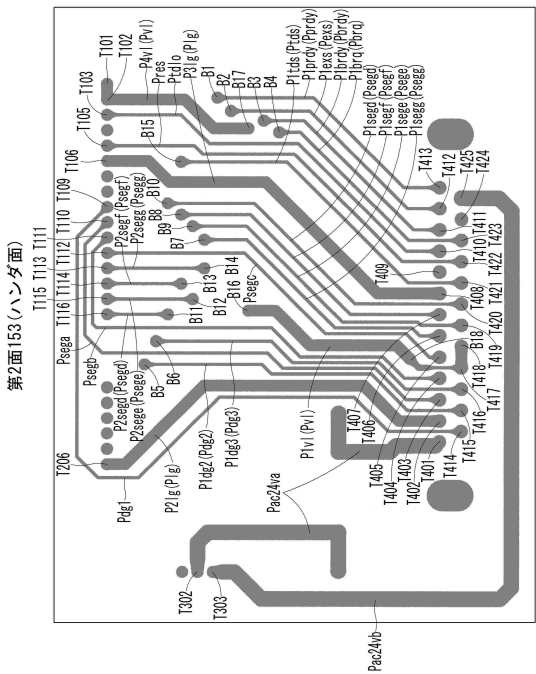 第2面153(ハンダ面)
T101
T102
P4vl(Pvl)
Pres
Ptdlo
P3lg(Plg)
B1
B2
B17
B3
B4
P1tds(Ptds)
P1prdy(Pprdy)
P1exs(Pexs)
P1brdy(Pbrdy)
P1brq(Pbrq)
P1segd(Psegd)
P1segf(Psegf)
P1sege(Psege)
P1segg(Psegg)
T103
T105
T106
B15
T109
T110
T111
T112
T113
T114
T115
T116
P2segf(Psegf)
P2segg(Psegg)
B10
B8
B9
B7
B14
B13
B12
B11
B16
Psegc
Psega
Psegb
P2segd(Psegd)
P2sege(Psege)
B6
B5
T206
Pdg1
P2lg(Plg)
P1dg2(Pdg2)
P1dg3(Pdg3)
P1vl(Pvl)
Pac24va
T302
T303
Pac24vb
T413
T412
T425
T424
T411
T423
T410
T422
T409
T421
T408
T420
T419
B18
T418
T407
T406
T417
T405
T416
T404
T415
T403
T402
T414
T401